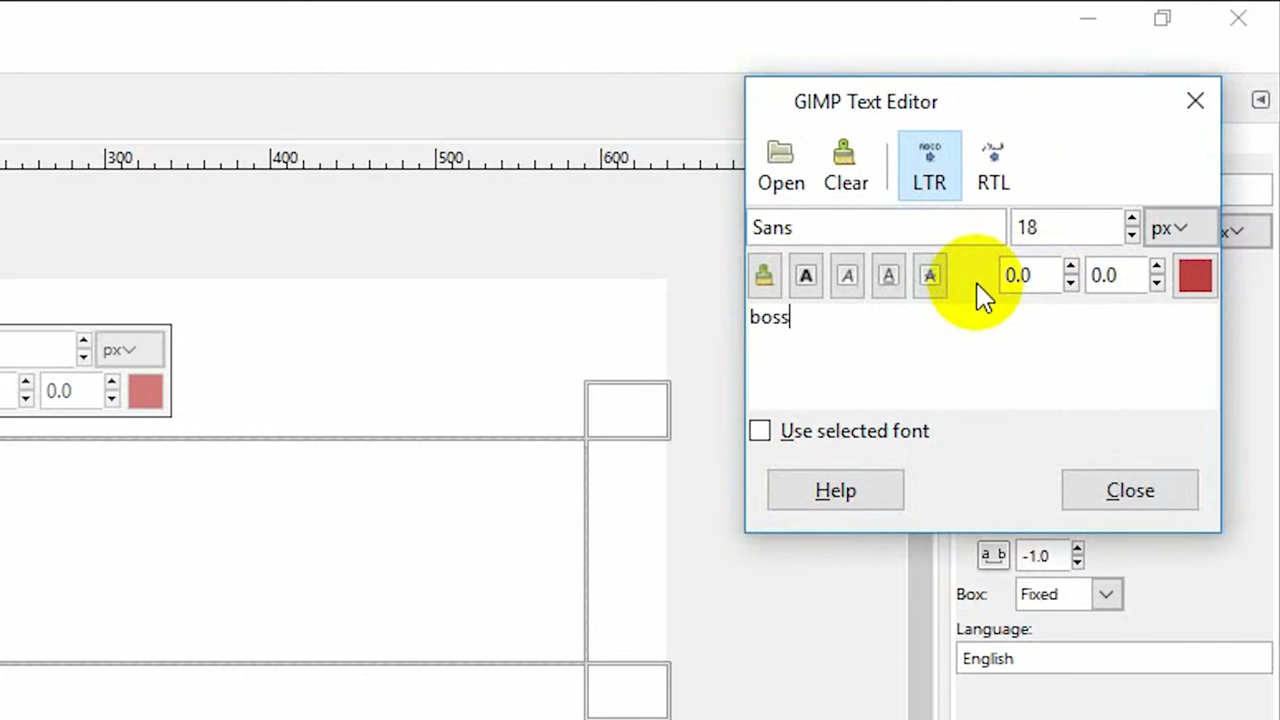 GIMP Text Editor
300 400 500 600
Open Clear LTR RTL
Sans 18 px
0.0 0.0
boss
px
0.0
Use selected font
Help Close
a b -1.0
Box: Fixed
Language:
English